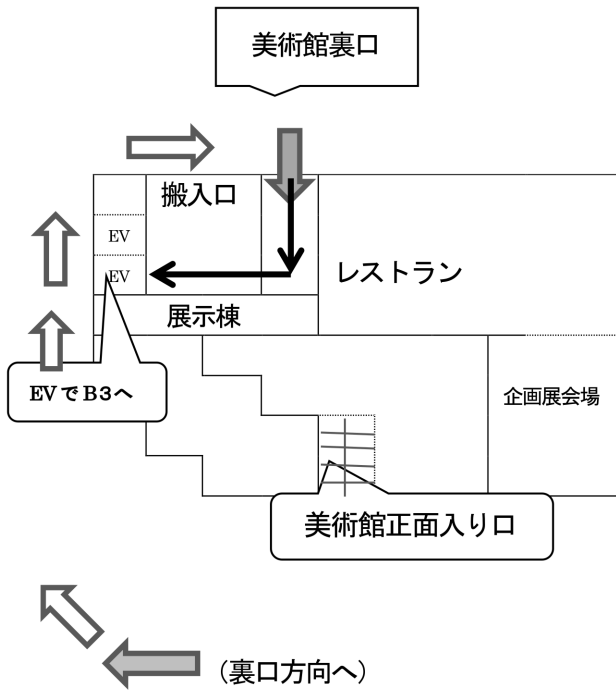 美術館裏口
搬入口
EV
EV
レストラン
展示棟
EVでB3へ
企画展会場
美術館正面入り口
(裏口方向へ)